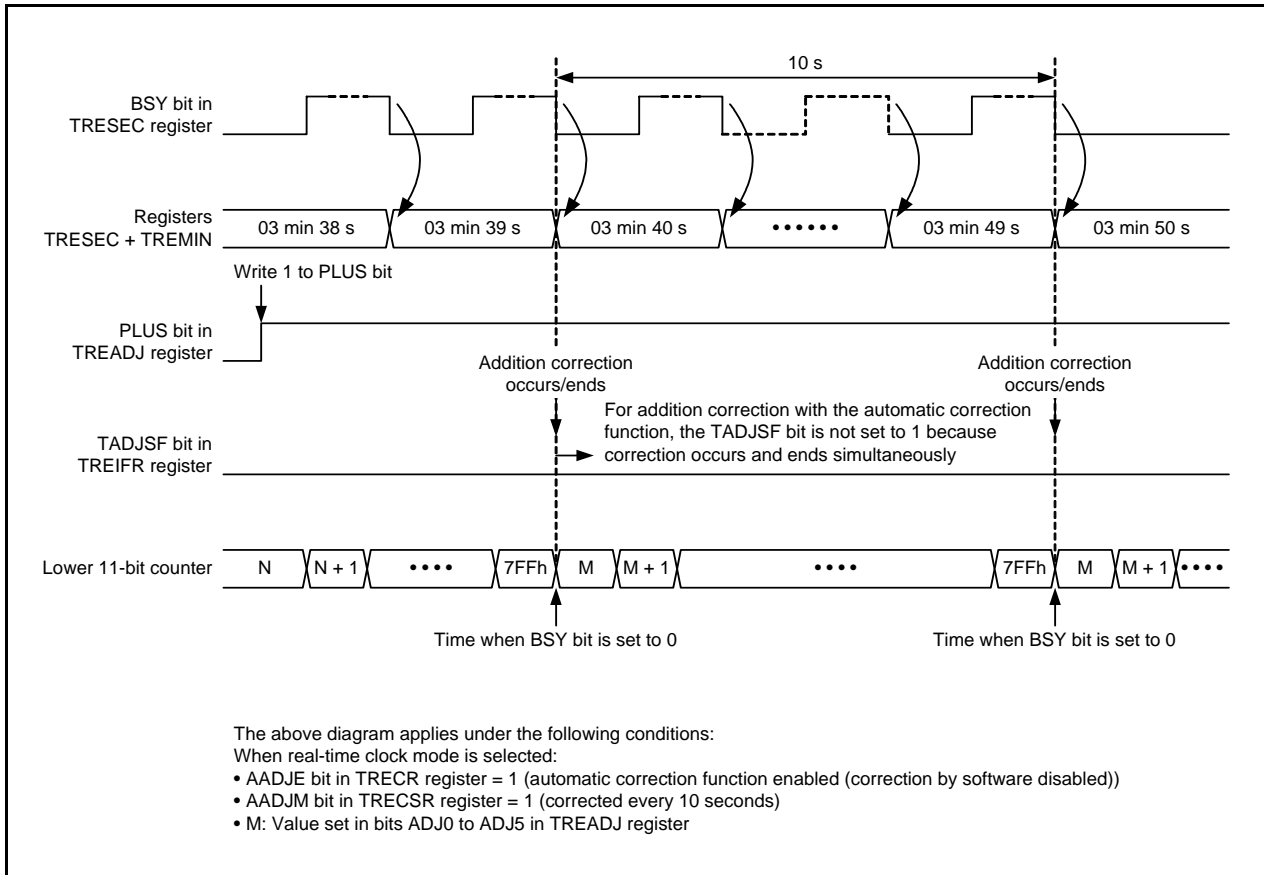 10 s
BSY bit in
TRESEC register
Registers
TRESEC + TREMIN
03 min 38 s
03 min 39 s
03 min 40 s
••••••
03 min 49 s
03 min 50 s
Write 1 to PLUS bit
PLUS bit in
TREADJ register
Addition correction
occurs/ends
Addition correction
occurs/ends
For addition correction with the automatic correction
function, the TADJSF bit is not set to 1 because
correction occurs and ends simultaneously
TADJSF bit in
TREIFR register
Lower 11-bit counter
N
N + 1
••••
7FFh
M
M + 1
••••
7FFh
M
M + 1
••••
Time when BSY bit is set to 0
Time when BSY bit is set to 0
The above diagram applies under the following conditions:
When real-time clock mode is selected:
• AADJE bit in TRECR register = 1 (automatic correction function enabled (correction by software disabled))
• AADJM bit in TRECSR register = 1 (corrected every 10 seconds)
• M: Value set in bits ADJ0 to ADJ5 in TREADJ register